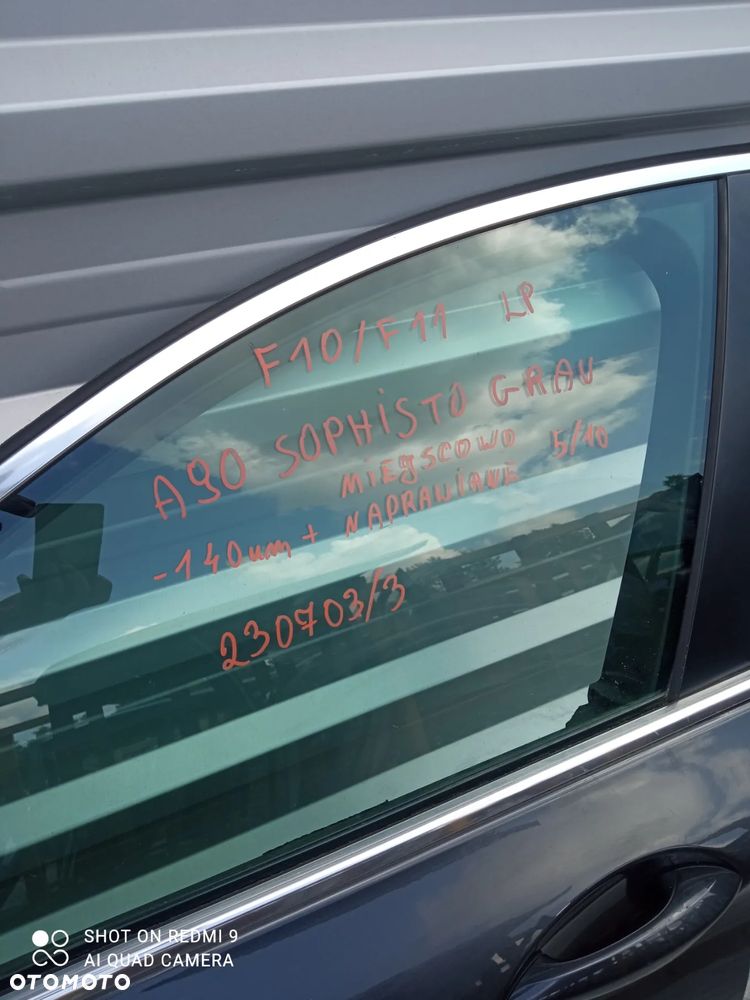 F10/F11 LP
A90 SOPHISTO GRAU
MIEJSCOWO 5/10
-140um + NAPRAWIANE
230703/3
SHOT ON REDMI 9
AI QUAD CAMERA
OTOMOTO